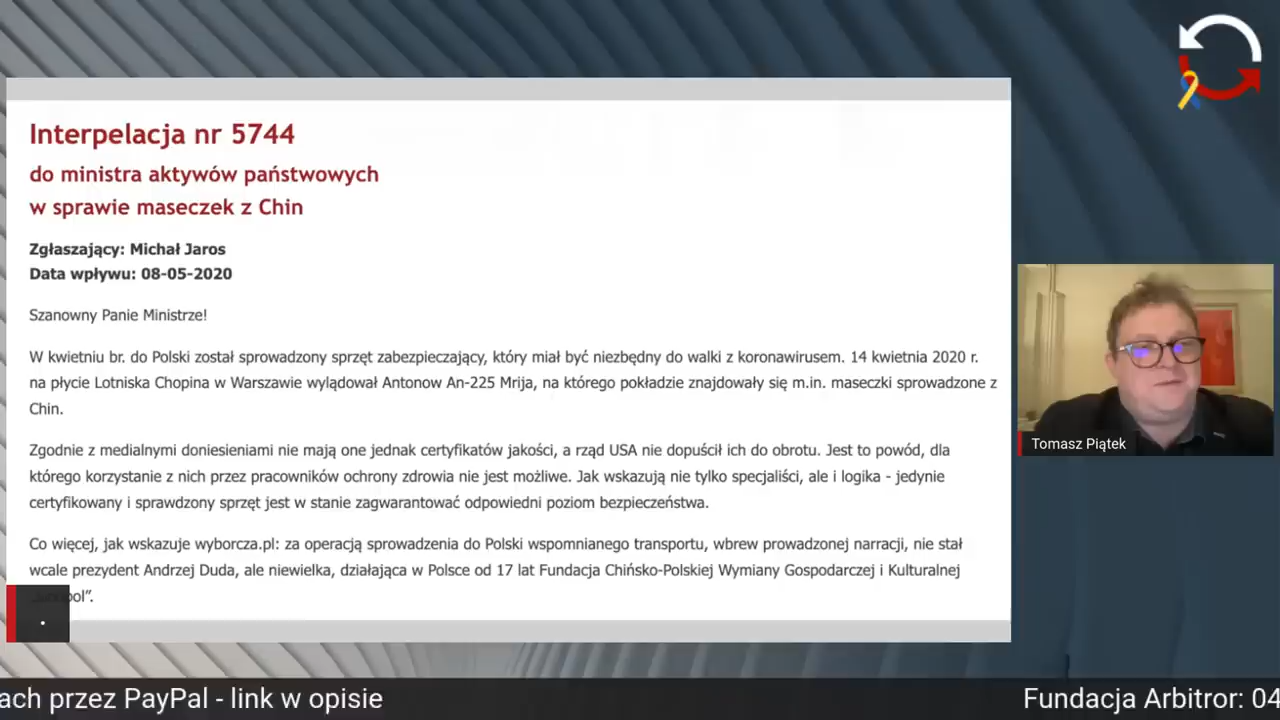 Interpelacja nr 5744
do ministra aktywów państwowych
w sprawie maseczek z Chin
Zgłaszający: Michał Jaros
Data wpływu: 08-05-2020
Szanowny Panie Ministrze!
W kwietniu br. do Polski został sprowadzony sprzęt zabezpieczający, który miał być niezbędny do walki z koronawirusem. 14 kwietnia 2020 r.
na płycie Lotniska Chopina w Warszawie wylądował Antonow An-225 Mrija, na którego pokładzie znajdowały się m.in. maseczki sprowadzone z
Chin.
Zgodnie z medialnymi doniesieniami nie mają one jednak certyfikatów jakości, a rząd USA nie dopuścił ich do obrotu. Jest to powód, dla
którego korzystanie z nich przez pracowników ochrony zdrowia nie jest możliwe. Jak wskazują nie tylko specjaliści, ale i logika - jedynie
certyfikowany i sprawdzony sprzęt jest w stanie zagwarantować odpowiedni poziom bezpieczeństwa.
Co więcej, jak wskazuje wyborcza.pl: za operacją sprowadzenia do Polski wspomnianego transportu, wbrew prowadzonej narracji, nie stał
wcale prezydent Andrzej Duda, ale niewielka, działająca w Polsce od 17 lat Fundacja Chińsko-Polskiej Wymiany Gospodarczej i Kulturalnej
Tomasz Piątek
ach przez PayPal - link w opisie
Fundacja Arbitror: 04